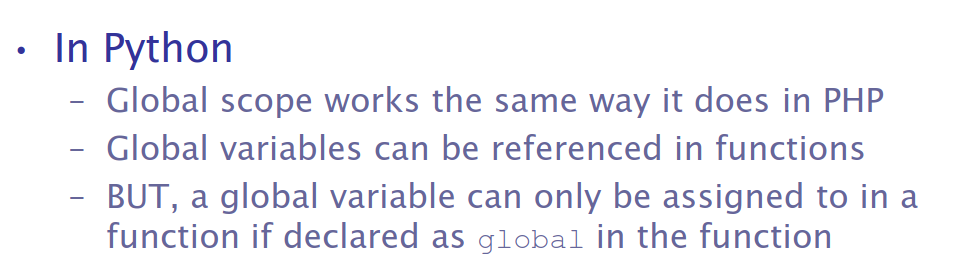 • In Python
– Global scope works the same way it does in PHP
– Global variables can be referenced in functions
– BUT, a global variable can only be assigned to in a
function if declared as global in the function